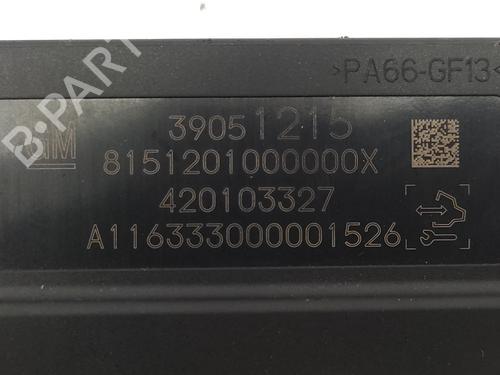 >PA66-GF13<
B-PARTS
GM
39051215
8151201000000X
420103327
A116333000001526